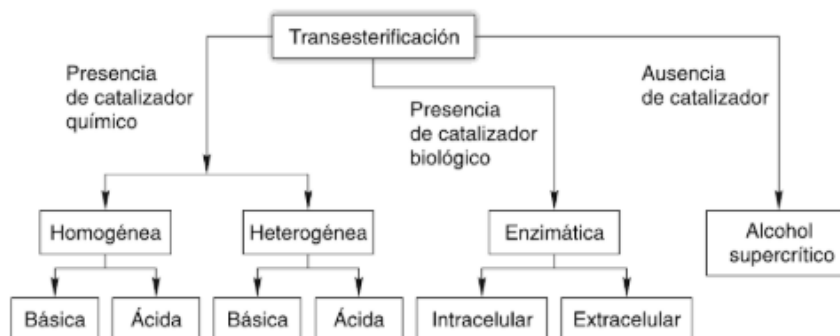 Transesterificación
Presencia
de catalizador
químico
Presencia
de catalizador
biológico
Ausencia
de catalizador
Homogénea
Heterogénea
Enzimática
Alcohol
supercrítico
Básica
Ácida
Básica
Ácida
Intracelular
Extracelular